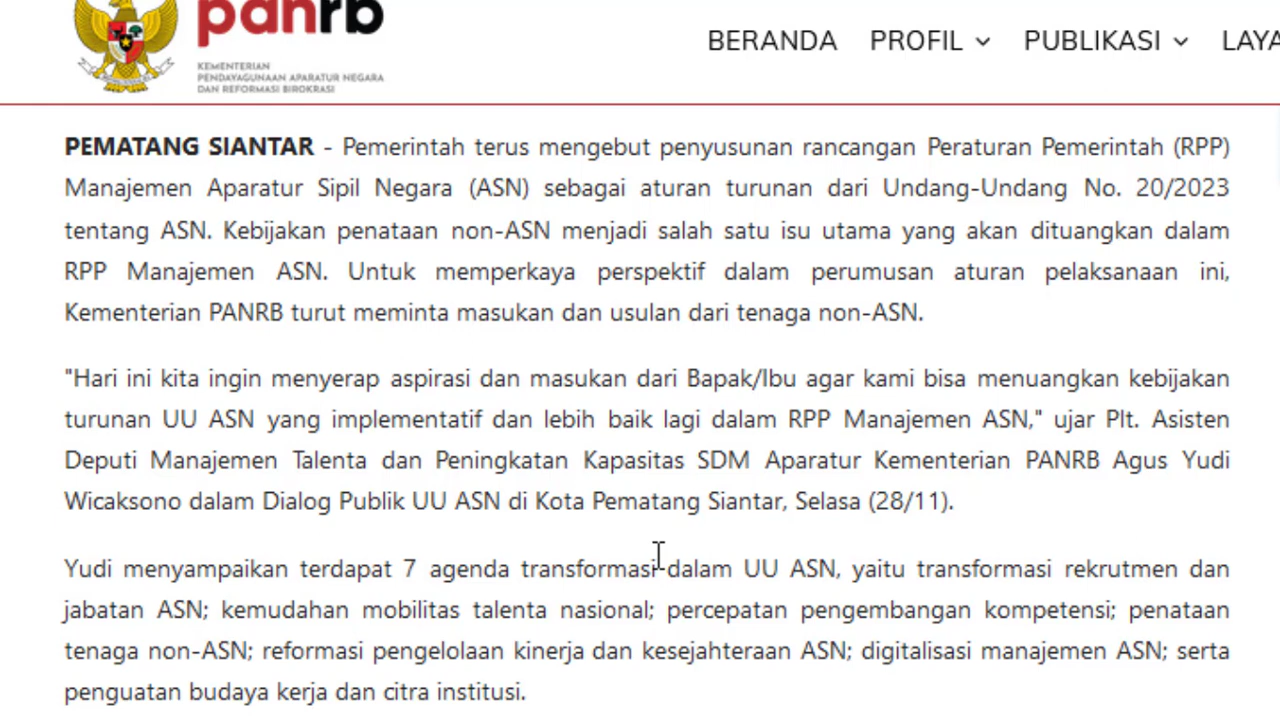 panrb
KEMENTERIAN
PENDAYAGUNAAN APARATUR NEGARA
DAN REFORMASI BIROKRASI
BERANDA PROFIL PUBLIKASI LAYA
PEMATANG SIANTAR - Pemerintah terus mengebut penyusunan rancangan Peraturan Pemerintah (RPP)
Manajemen Aparatur Sipil Negara (ASN) sebagai aturan turunan dari Undang-Undang No. 20/2023
tentang ASN. Kebijakan penataan non-ASN menjadi salah satu isu utama yang akan dituangkan dalam
RPP Manajemen ASN. Untuk memperkaya perspektif dalam perumusan aturan pelaksanaan ini,
Kementerian PANRB turut meminta masukan dan usulan dari tenaga non-ASN.
"Hari ini kita ingin menyerap aspirasi dan masukan dari Bapak/Ibu agar kami bisa menuangkan kebijakan
turunan UU ASN yang implementatif dan lebih baik lagi dalam RPP Manajemen ASN," ujar Plt. Asisten
Deputi Manajemen Talenta dan Peningkatan Kapasitas SDM Aparatur Kementerian PANRB Agus Yudi
Wicaksono dalam Dialog Publik UU ASN di Kota Pematang Siantar, Selasa (28/11).
Yudi menyampaikan terdapat 7 agenda transformasi dalam UU ASN, yaitu transformasi rekrutmen dan
jabatan ASN; kemudahan mobilitas talenta nasional; percepatan pengembangan kompetensi; penataan
tenaga non-ASN; reformasi pengelolaan kinerja dan kesejahteraan ASN; digitalisasi manajemen ASN; serta
penguatan budaya kerja dan citra institusi.